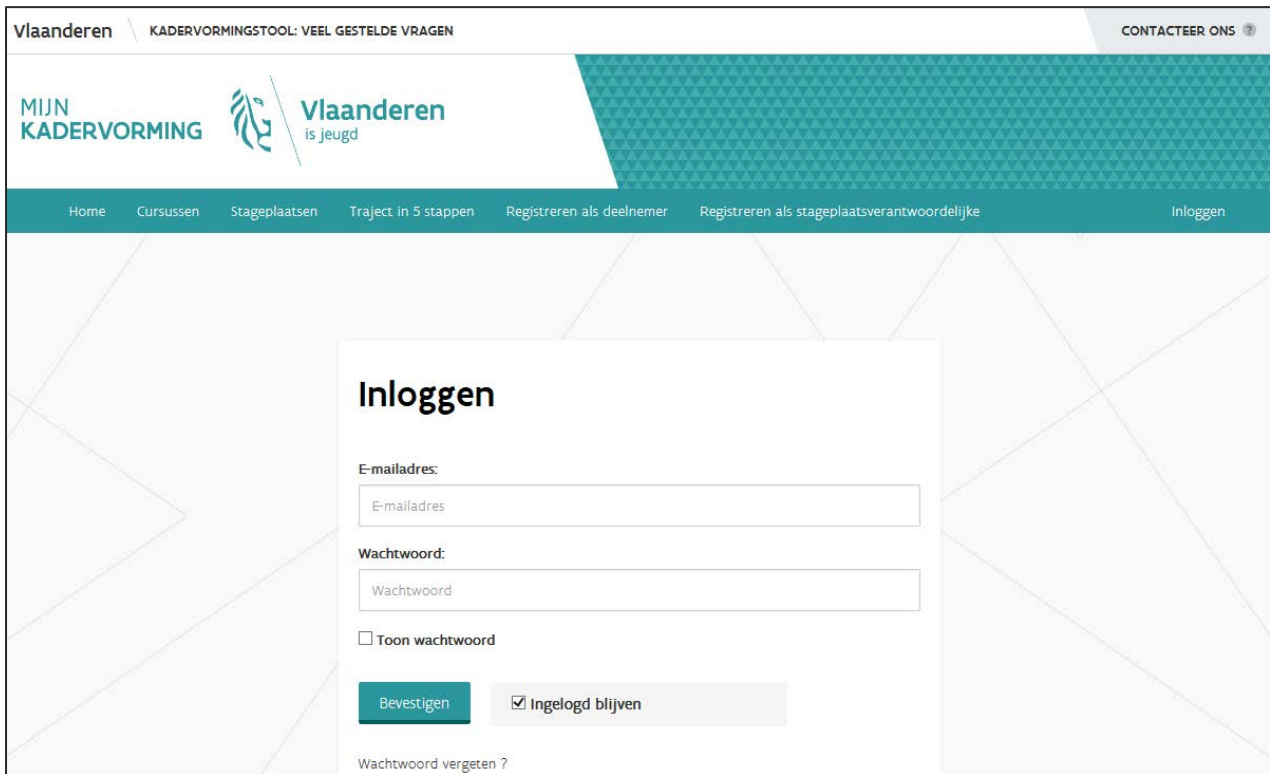 Vlaanderen KADERVORMINGSTOOL: VEEL GESTELDE VRAGEN CONTACTEER ONS ?
MIJN
KADERVORMING
Vlaanderen
is jeugd
Home Cursussen Stageplaatsen Traject in 5 stappen Registreren als deelnemer Registreren als stageplaatsverantwoordelijke Inloggen
Inloggen
E-mailadres:
E-mailadres
Wachtwoord:
Wachtwoord
Toon wachtwoord
Bevestigen Ingelogd blijven
Wachtwoord vergeten ?